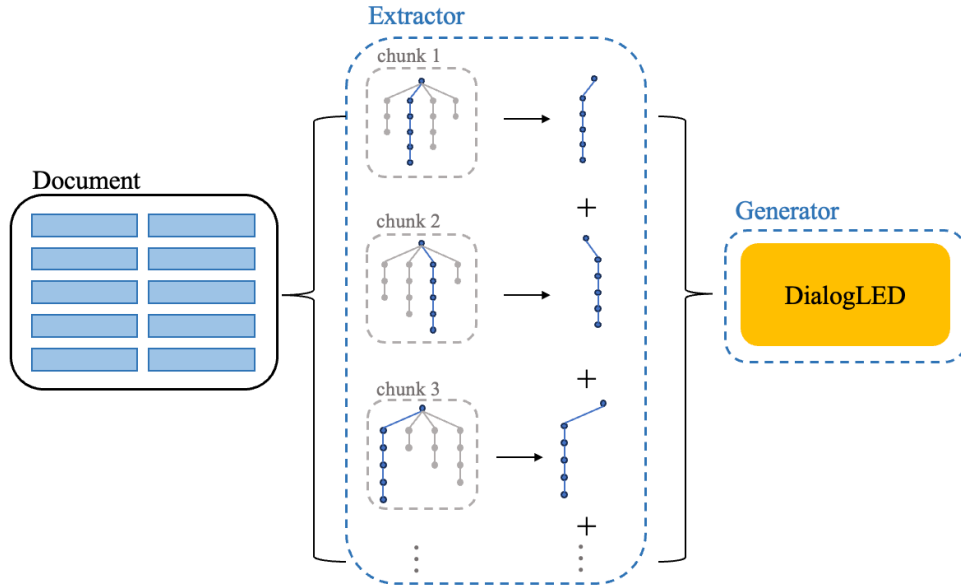 Extractor
chunk 1
Document
+
chunk 2
Generator
DialogLED
+
chunk 3
+